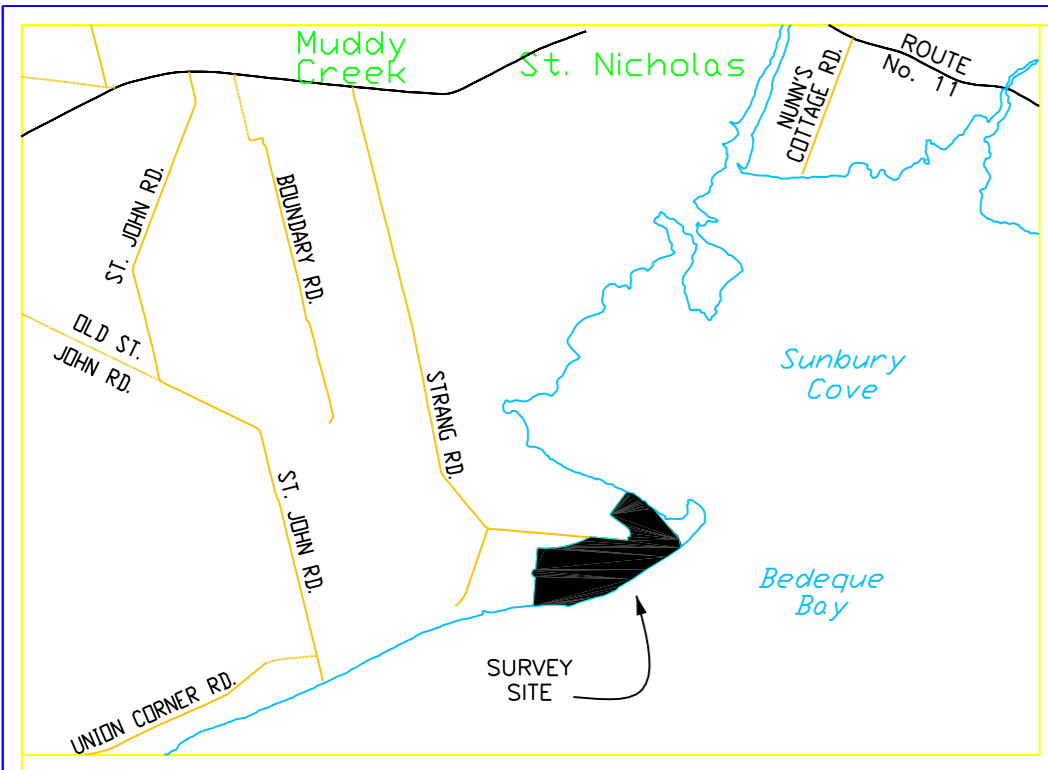 Muddy
Creek
St. Nicholas
ROUTE
No. 11
NUNN'S
COTTAGE RD.
ST. JOHN RD.
BOUNDARY RD.
OLD ST.
JOHN RD.
STRANG RD.
Sunbury
Cove
ST. JOHN RD.
Bedeque
Bay
SURVEY
SITE
UNION CORNER RD.